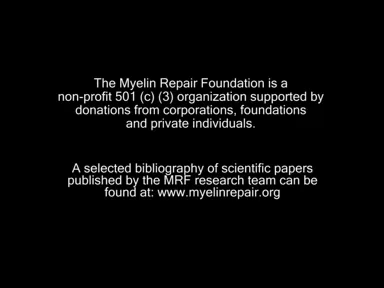 The Myelin Repair Foundation is a
non-profit 501 (c) (3) organization supported by
donations from corporations, foundations
and private individuals.
A selected bibliography of scientific papers
published by the MRF research team can be
found at: www.myelinrepair.org